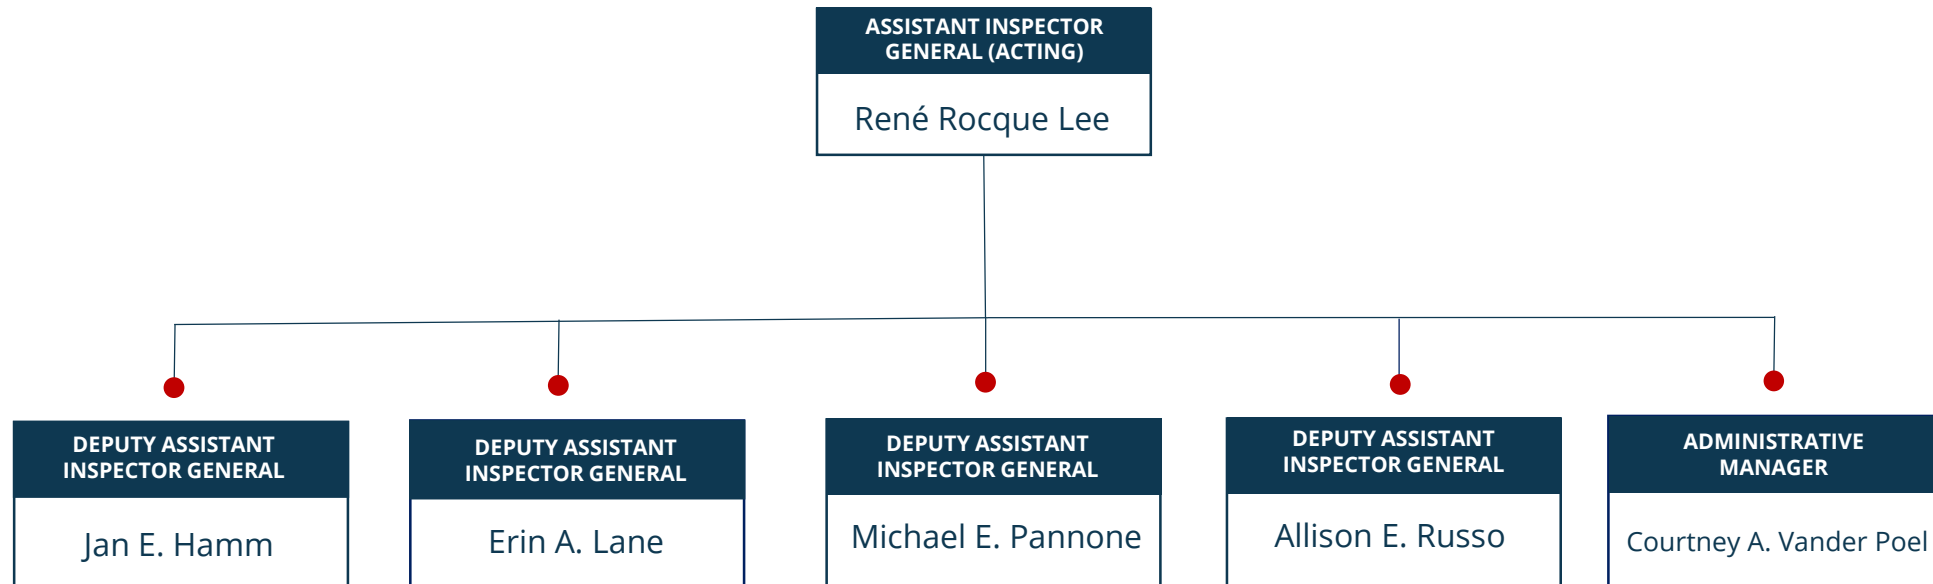 ASSISTANT INSPECTOR
GENERAL (ACTING)
René Rocque Lee
DEPUTY ASSISTANT
INSPECTOR GENERAL
Jan E. Hamm
DEPUTY ASSISTANT
INSPECTOR GENERAL
Erin A. Lane
DEPUTY ASSISTANT
INSPECTOR GENERAL
Michael E. Pannone
DEPUTY ASSISTANT
INSPECTOR GENERAL
Allison E. Russo
ADMINISTRATIVE
MANAGER
Courtney A. Vander Poel